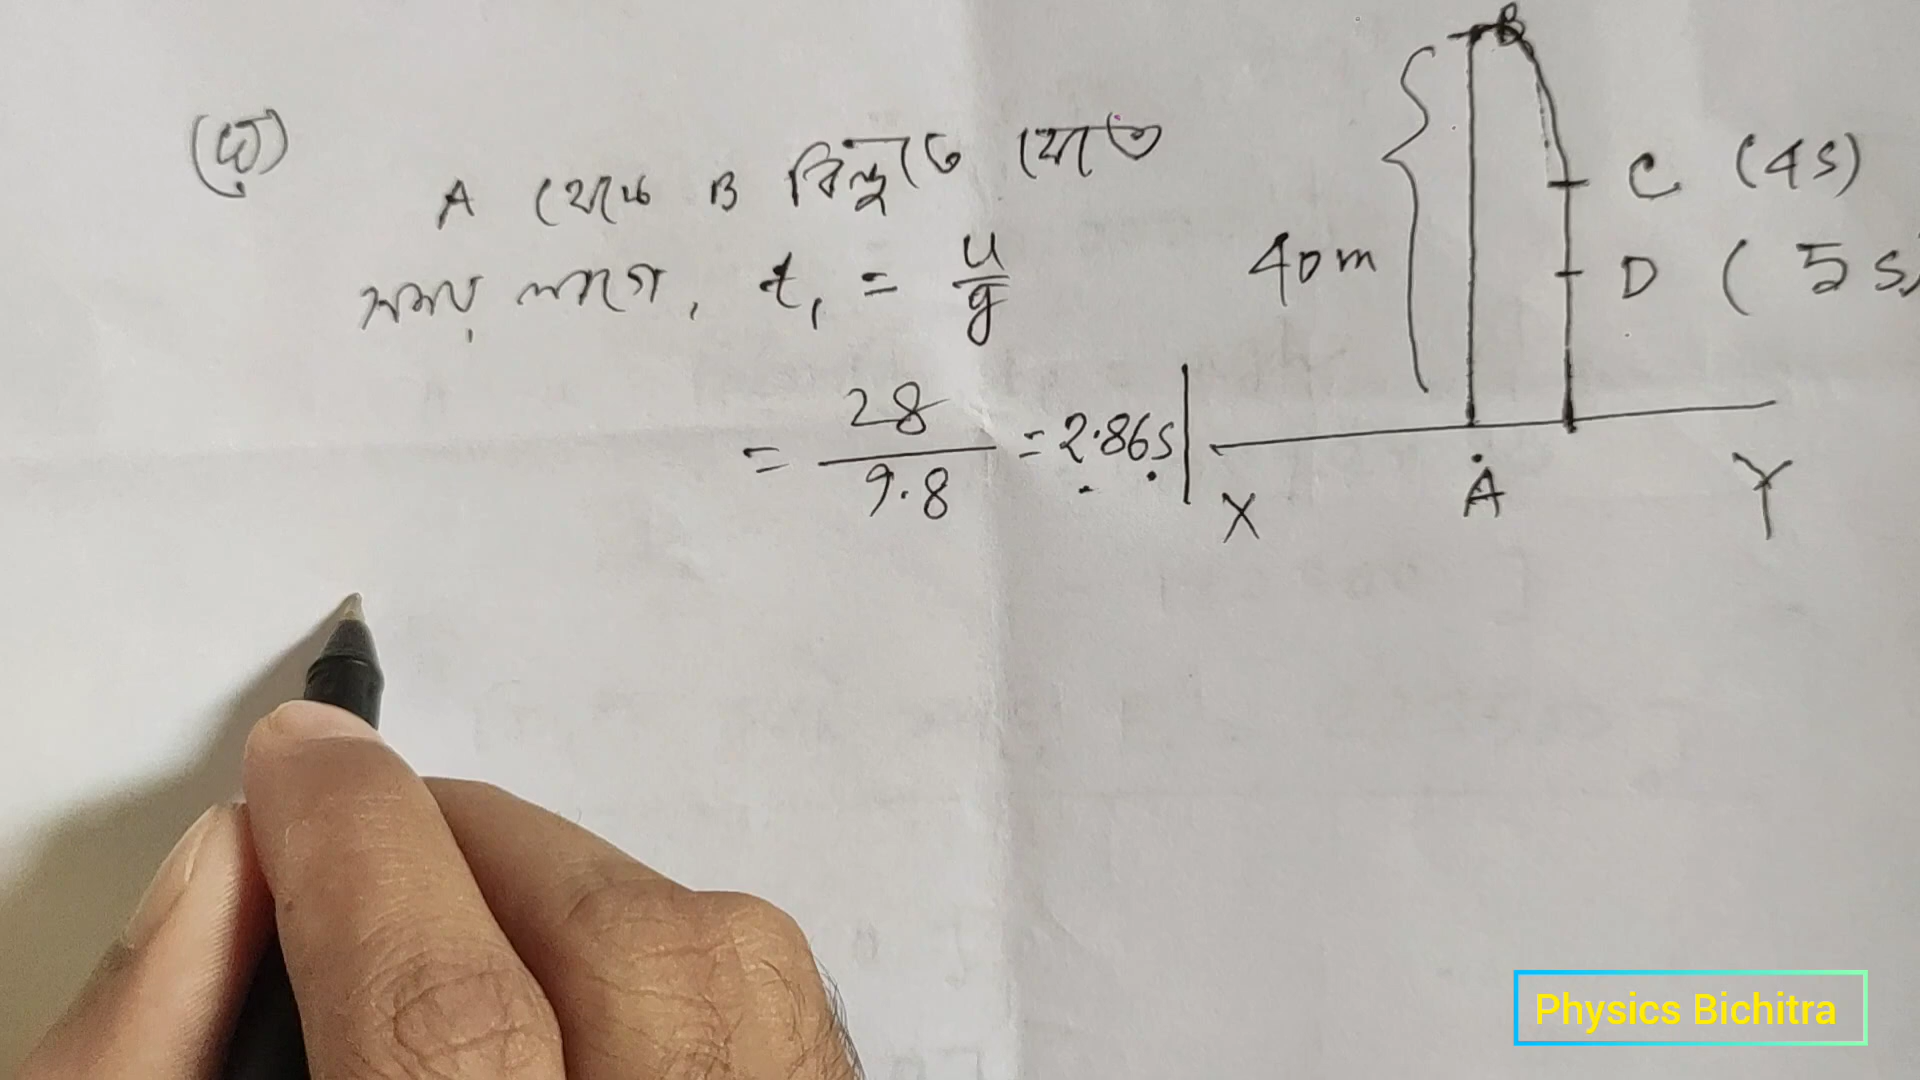 (ঘ)
A থেকে B বিন্দুতে যেতে
সময় লাগে, t₁ = u/g
= 28/9.8 = 2.86s
B
40m
C (4s)
D (5s)
X A Y
Physics Bichitra